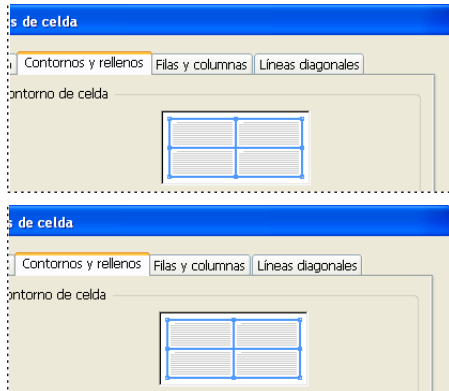 s de celda
Contornos y rellenos Filas y columnas Líneas diagonales
ontorno de celda
s de celda
Contornos y rellenos Filas y columnas Líneas diagonales
ontorno de celda